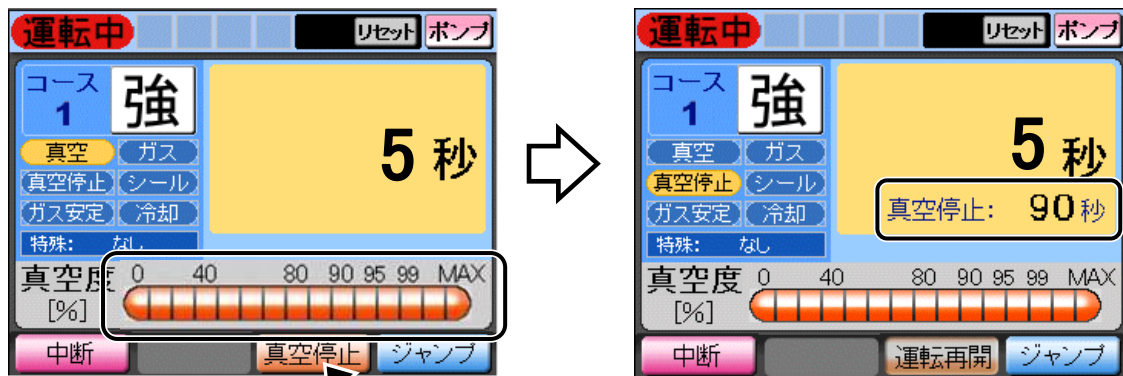 運転中 リセット ポンプ
コース
1
強
5秒
真空 ガス
真空停止 シール
ガス安定 冷却
特殊: なし
真空度 0 40 80 90 95 99 MAX
[%]
中断 真空停止 ジャンプ
運転中 リセット ポンプ
コース
1
強
5秒
真空 ガス
真空停止 シール
真空停止: 90秒
ガス安定 冷却
特殊: なし
真空度 0 40 80 90 95 99 MAX
[%]
中断 運転再開 ジャンプ